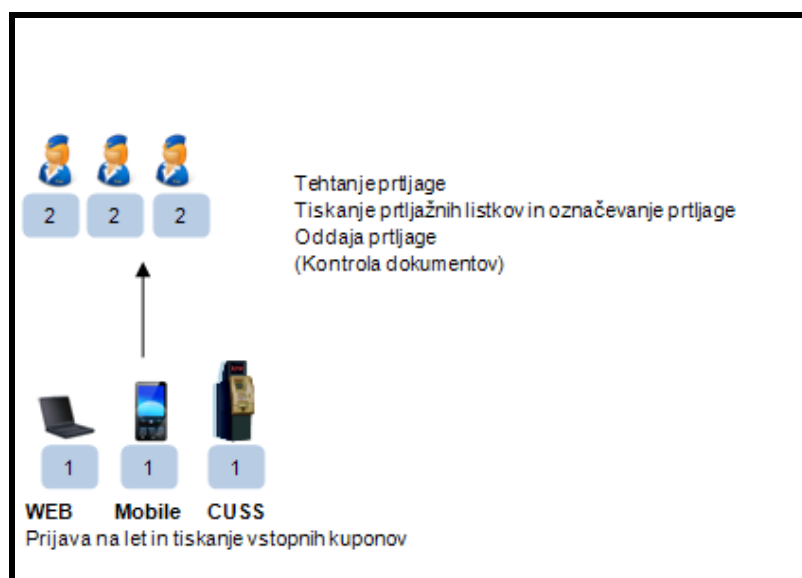 2 2 2
Tehtanje prtljage
Tiskanje prtljažnih listkov in označevanje prtljage
Oddaja prtljage
(Kontrola dokumentov)
1 1 1
WEB Mobile CUSS
Prijava na let in tiskanje vstopnih kuponov